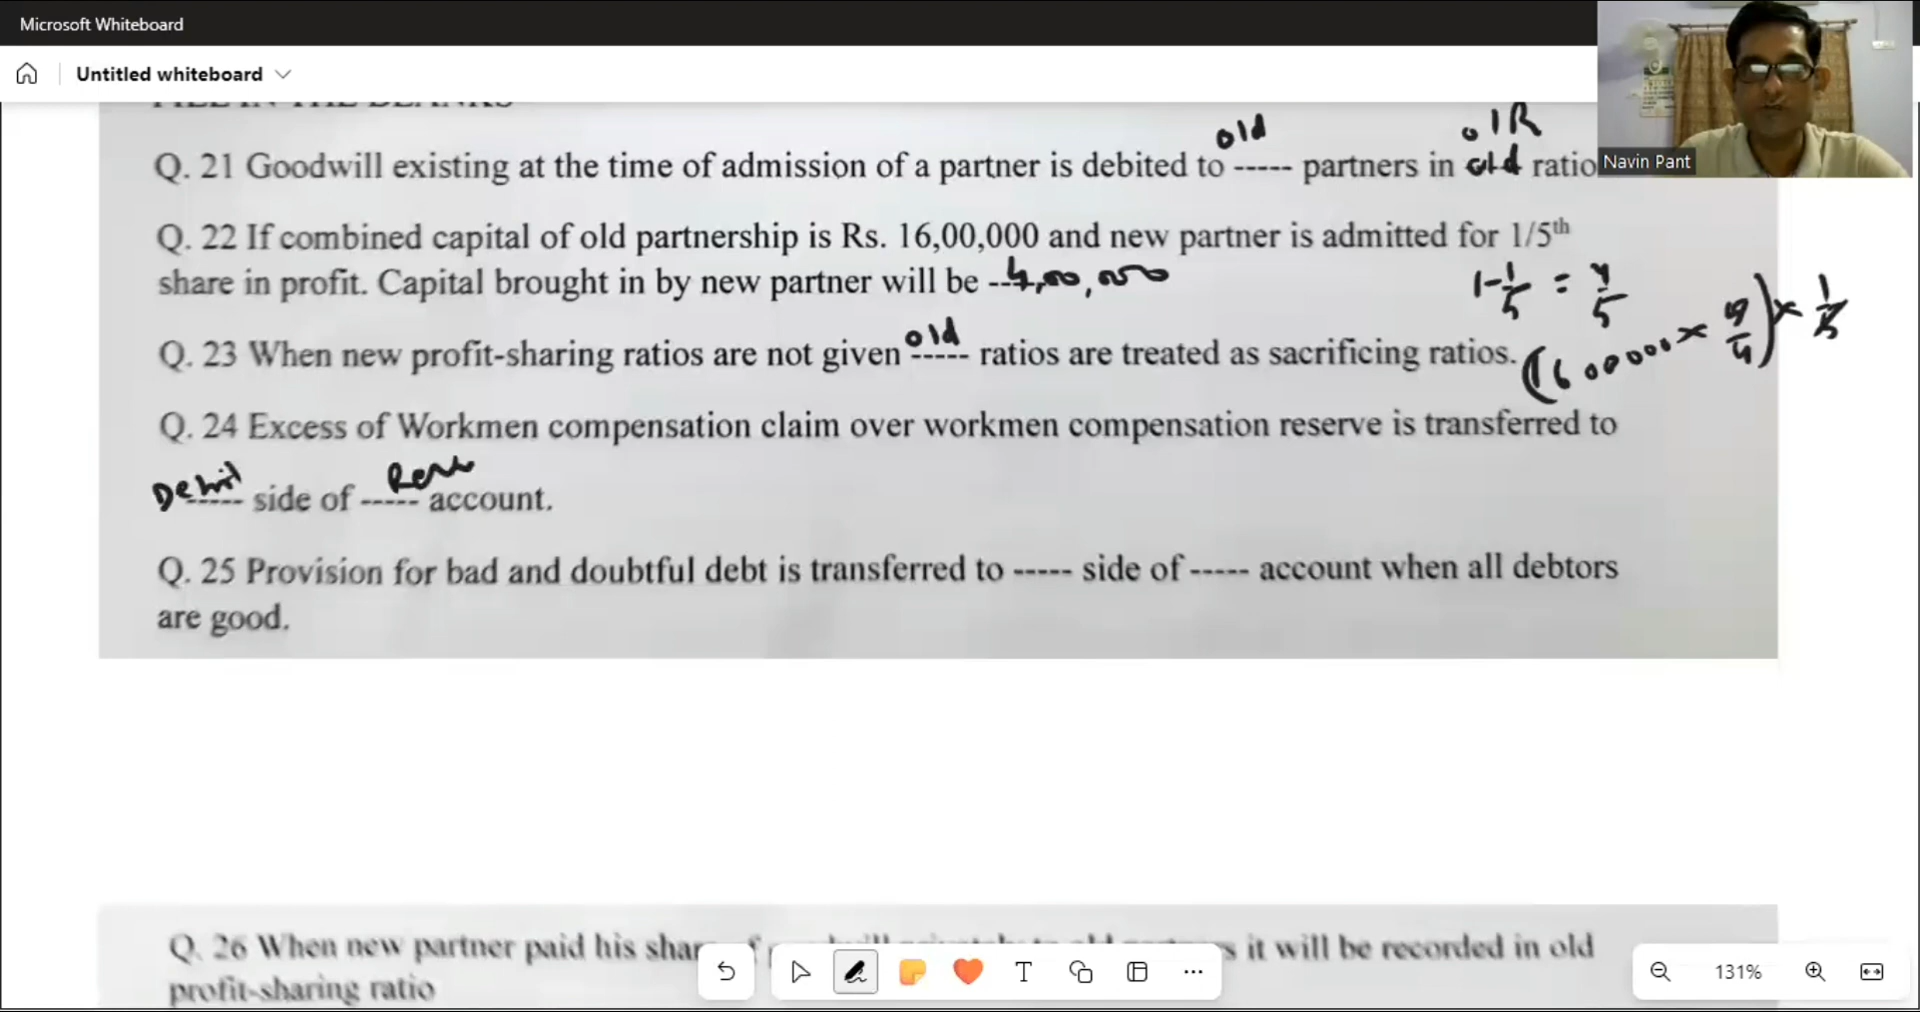 Microsoft Whiteboard
Untitled whiteboard
Navin Pant
old
old R
Q. 21 Goodwill existing at the time of admission of a partner is debited to ----- partners in old ratio
Q. 22 If combined capital of old partnership is Rs. 16,00,000 and new partner is admitted for 1/5th
share in profit. Capital brought in by new partner will be --4,00,000
1-1/5 = 4/5
(1600000 × 5/4) × 1/5
old
Q. 23 When new profit-sharing ratios are not given ----- ratios are treated as sacrificing ratios.
Q. 24 Excess of Workmen compensation claim over workmen compensation reserve is transferred to
Debit
----- side of ----- account.
Q. 25 Provision for bad and doubtful debt is transferred to ----- side of ----- account when all debtors
are good.
Q. 26 When new partner paid his it will be recorded in old
profit-sharing ratio
131%